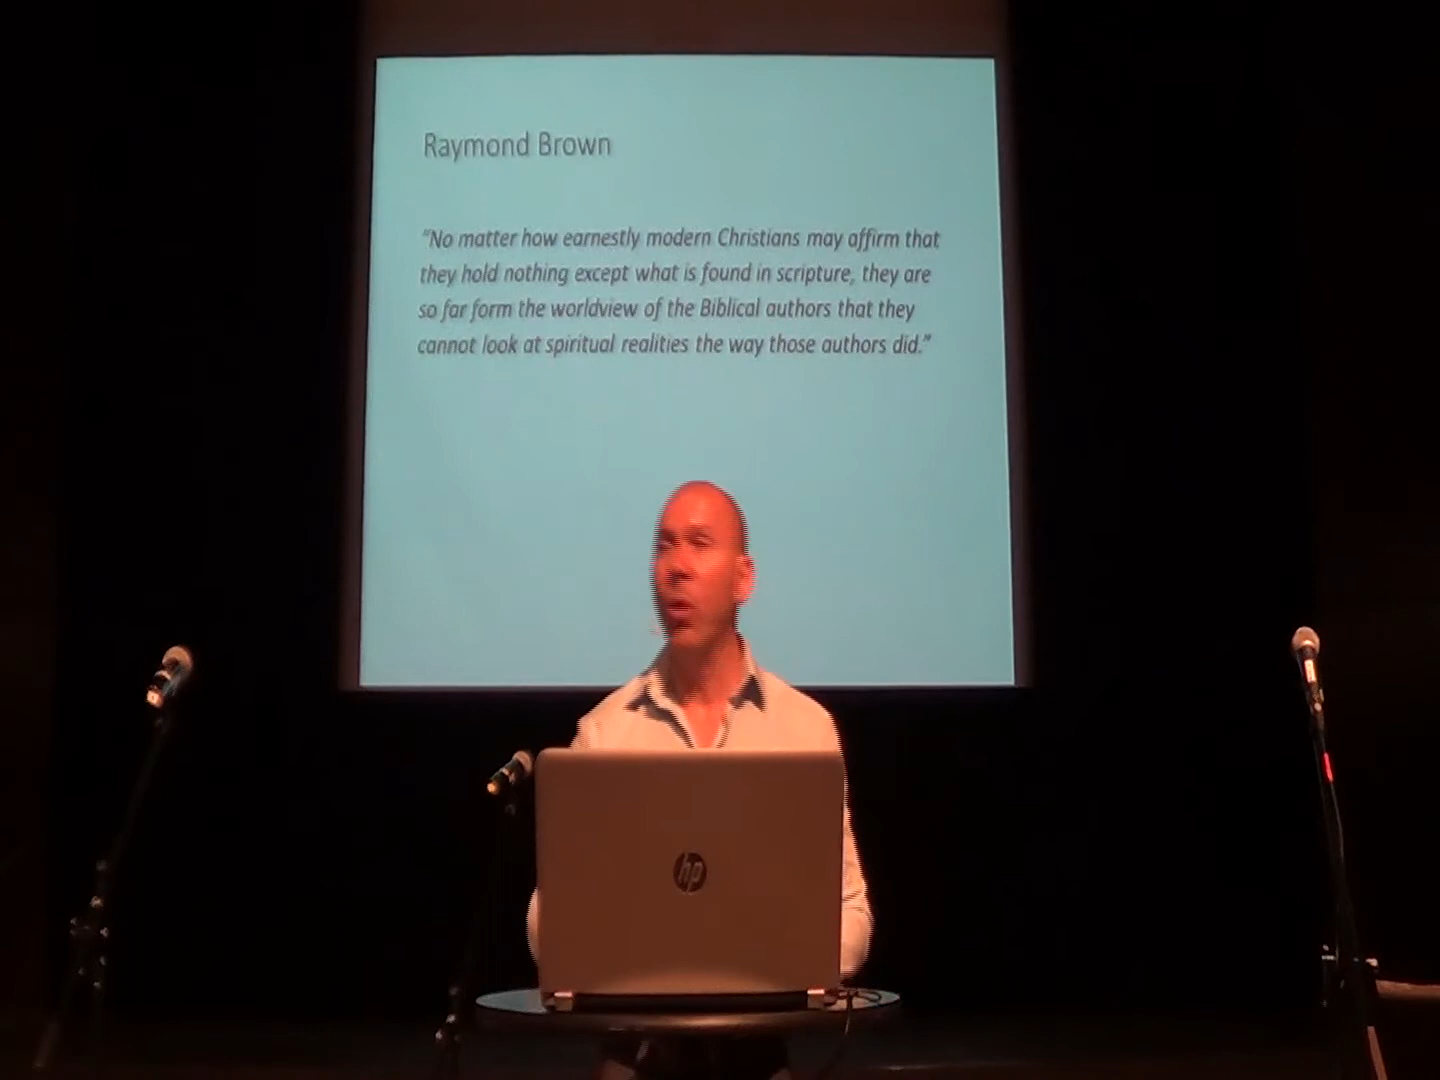 Raymond Brown
“No matter how earnestly modern Christians may affirm that
they hold nothing except what is found in scripture, they are
so far form the worldview of the Biblical authors that they
cannot look at spiritual realities the way those authors did.”
hp